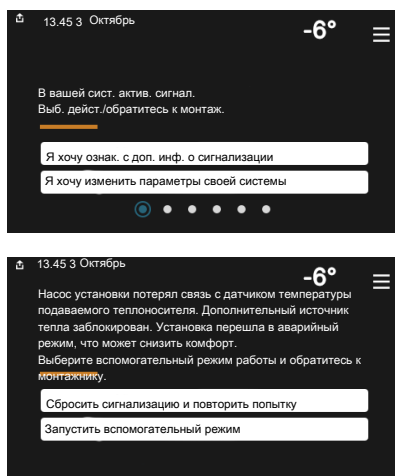 13.45 3 Октябрь
-6°
В вашей сист. актив. сигнал.
Выб. дейст./обратитесь к монтаж.
Я хочу ознак. с доп. инф. о сигнализации
Я хочу изменить параметры своей системы
13.45 3 Октябрь
-6°
Насос установки потерял связь с датчиком температуры
подаваемого теплоносителя. Дополнительный источник
тепла заблокирован. Установка перешла в аварийный
режим, что может снизить комфорт.
Выберите вспомогательный режим работы и обратитесь к
монтажнику.
Сбросить сигнализацию и повторить попытку
Запустить вспомогательный режим